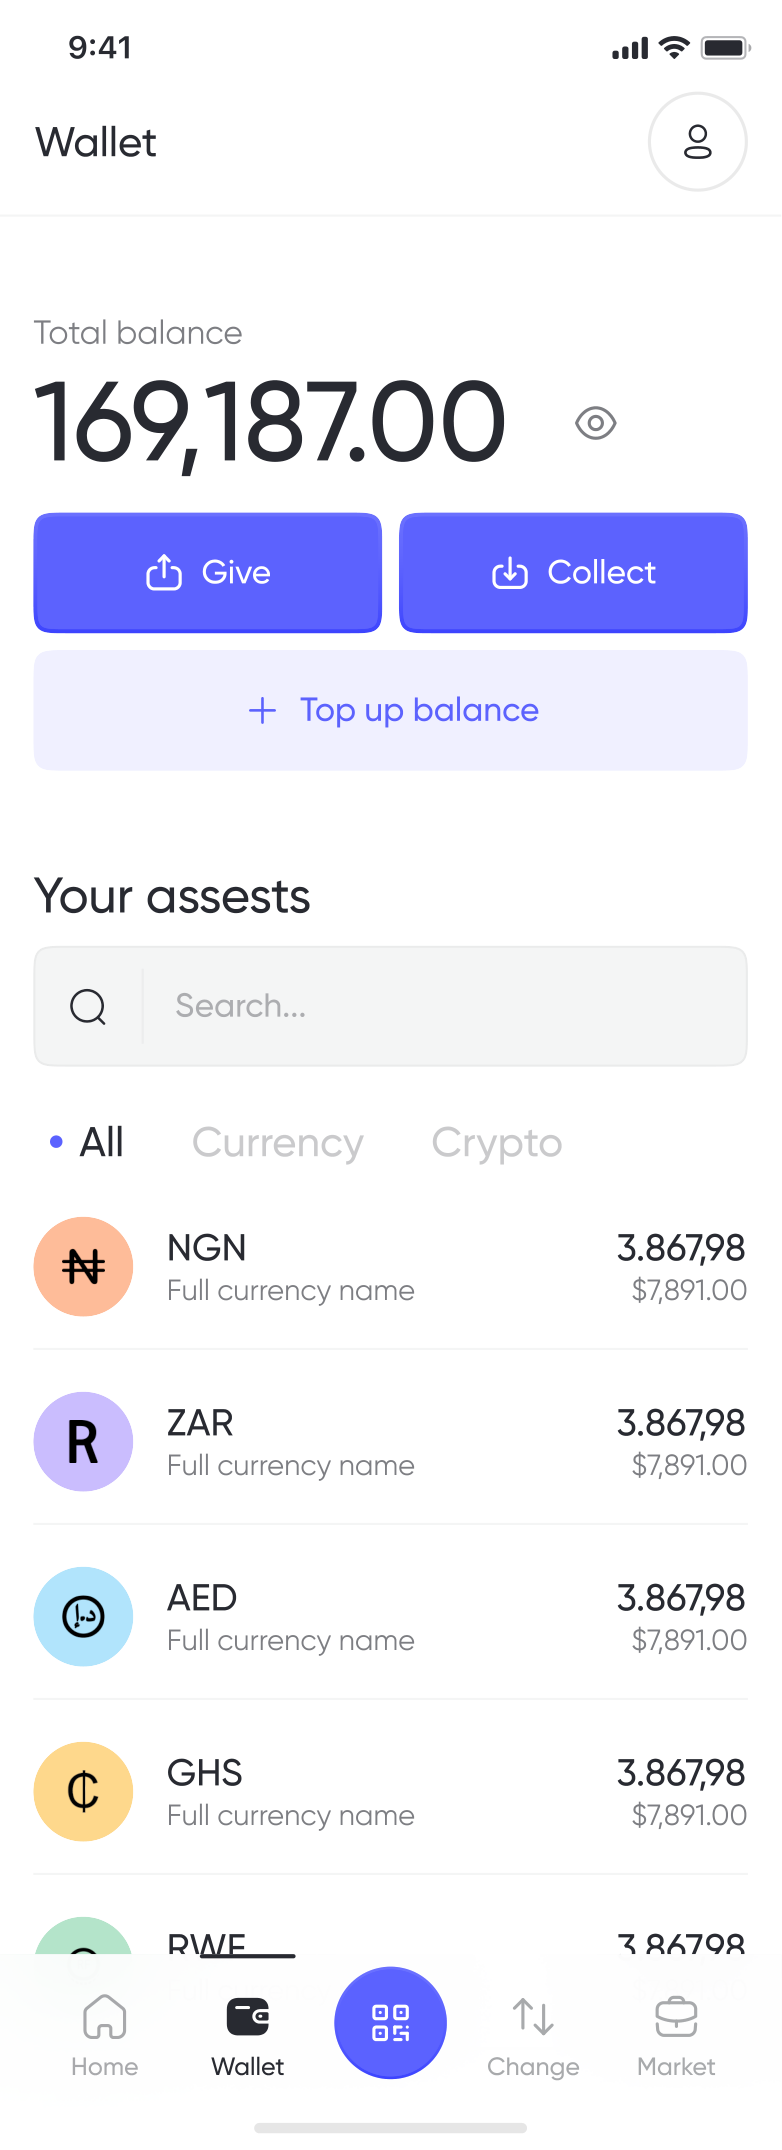 9:41
Wallet
Total balance
169,187.00
Give
Collect
Top up balance
Your assests
Search...
All Currency Crypto
₦
NGN
3.867,98
Full currency name
$7,891.00
R
ZAR
3.867,98
Full currency name
$7,891.00
د.إ
AED
3.867,98
Full currency name
$7,891.00
₵
GHS
3.867,98
Full currency name
$7,891.00
RWF
3.867,98
Home
Wallet
Change
Market